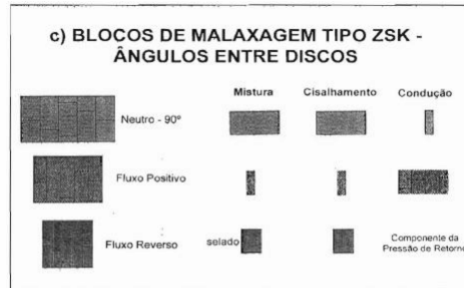 c) BLOCOS DE MALAXAGEM TIPO ZSK -
ÂNGULOS ENTRE DISCOS
Mistura Cisalhamento Condução
Neutro - 90º
Fluxo Positivo
Fluxo Reverso selado Componente da
Pressão de Retorno